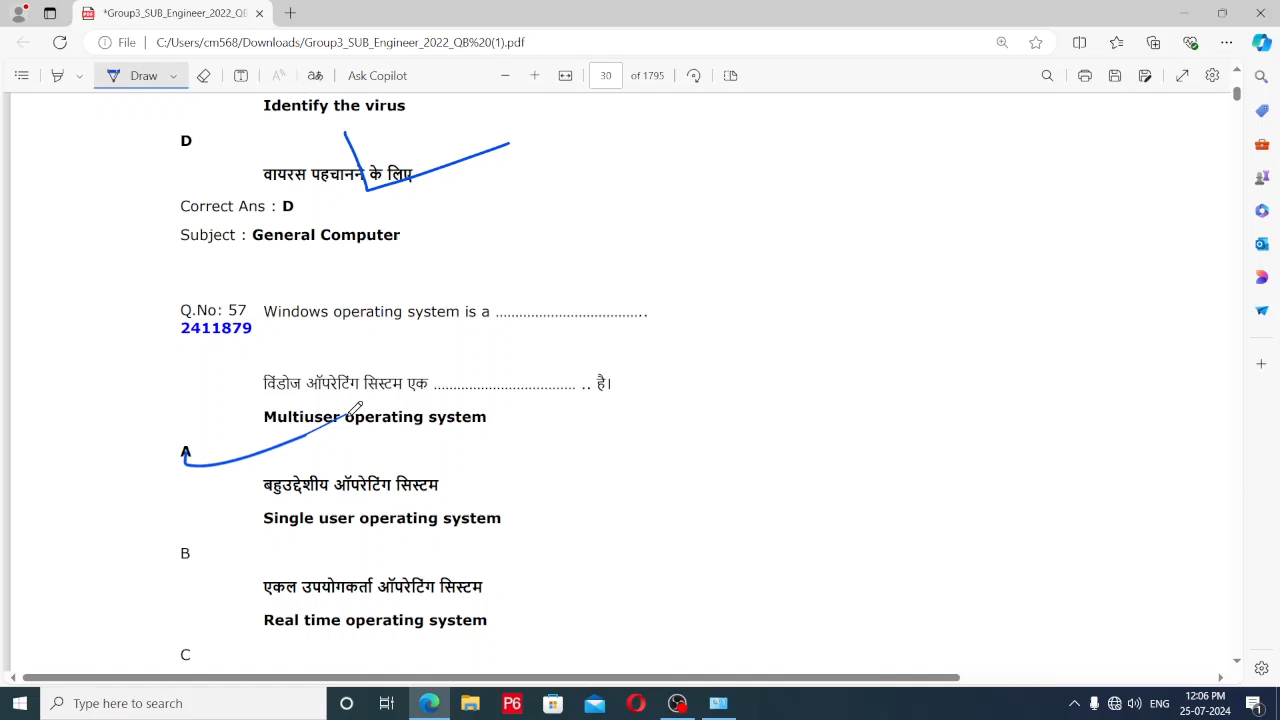 *Group3_SUB_Engineer_2022_QB
File C:/Users/cm568/Downloads/Group3_SUB_Engineer_2022_QB%20(1).pdf
Draw
Ask Copilot
30 of 1795
Identify the virus
D
वायरस पहचानने के लिए
Correct Ans : D
Subject : General Computer
Q.No: 57 Windows operating system is a ......................................
2411879
विंडोज ऑपरेटिंग सिस्टम एक .................................... .. है।
Multiuser operating system
A
बहुउद्देशीय ऑपरेटिंग सिस्टम
Single user operating system
B
एकल उपयोगकर्ता ऑपरेटिंग सिस्टम
Real time operating system
C
Type here to search
P6
ENG
12:06 PM
25-07-2024
1